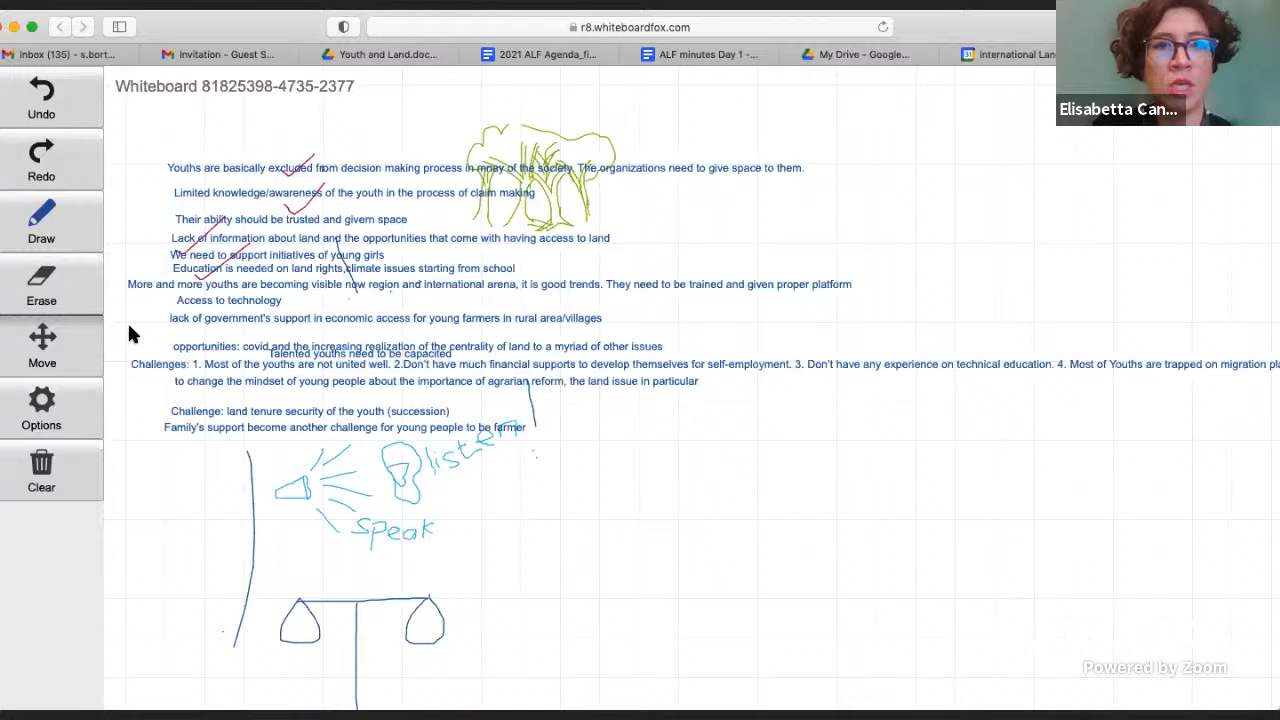 r8.whiteboardfox.com
Inbox (135) - s.bort...
Invitation - Guest S...
Youth and Land.doc...
2021 ALF Agenda_fi...
ALF minutes Day 1 -...
My Drive - Google...
International Lan
Elisabetta Can...
Undo
Redo
Draw
Erase
Move
Options
Clear
Whiteboard 81825398-4735-2377
Youths are basically excluded from decision making process in mnay of the society. The organizations need to give space to them.
Limited knowledge/awareness of the youth in the process of claim making
Their ability should be trusted and givern space
Lack of information about land and the opportunities that come with having access to land
We need to support initiatives of young girls
Education is needed on land rights,climate issues starting from school
More and more youths are becoming visible now region and international arena, it is good trends. They need to be trained and given proper platform
Access to technology
lack of government's support in economic access for young farmers in rural area/villages
opportunities: covid and the increasing realization of the centrality of land to a myriad of other issues
Talented youths need to be capacited
Challenges: 1. Most of the youths are not united well. 2.Don't have much financial supports to develop themselves for self-employment. 3. Don't have any experience on technical education. 4. Most of Youths are trapped on migration pla
to change the mindset of young people about the importance of agrarian reform, the land issue in particular
Challenge: land tenure security of the youth (succession)
Family's support become another challenge for young people to be farmer
listen
speak
Powered by Zoom